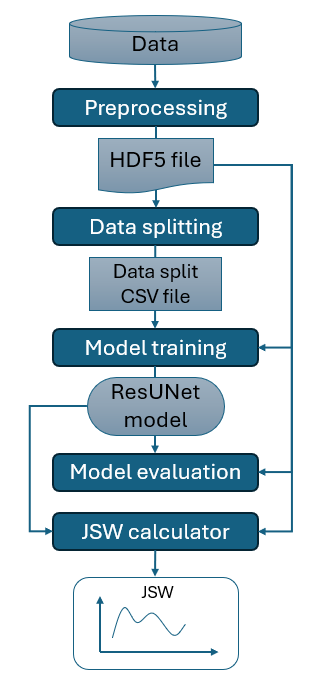 Data
Preprocessing
HDF5 file
Data splitting
Data split
CSV file
Model training
ResUNet
model
Model evaluation
JSW calculator
JSW